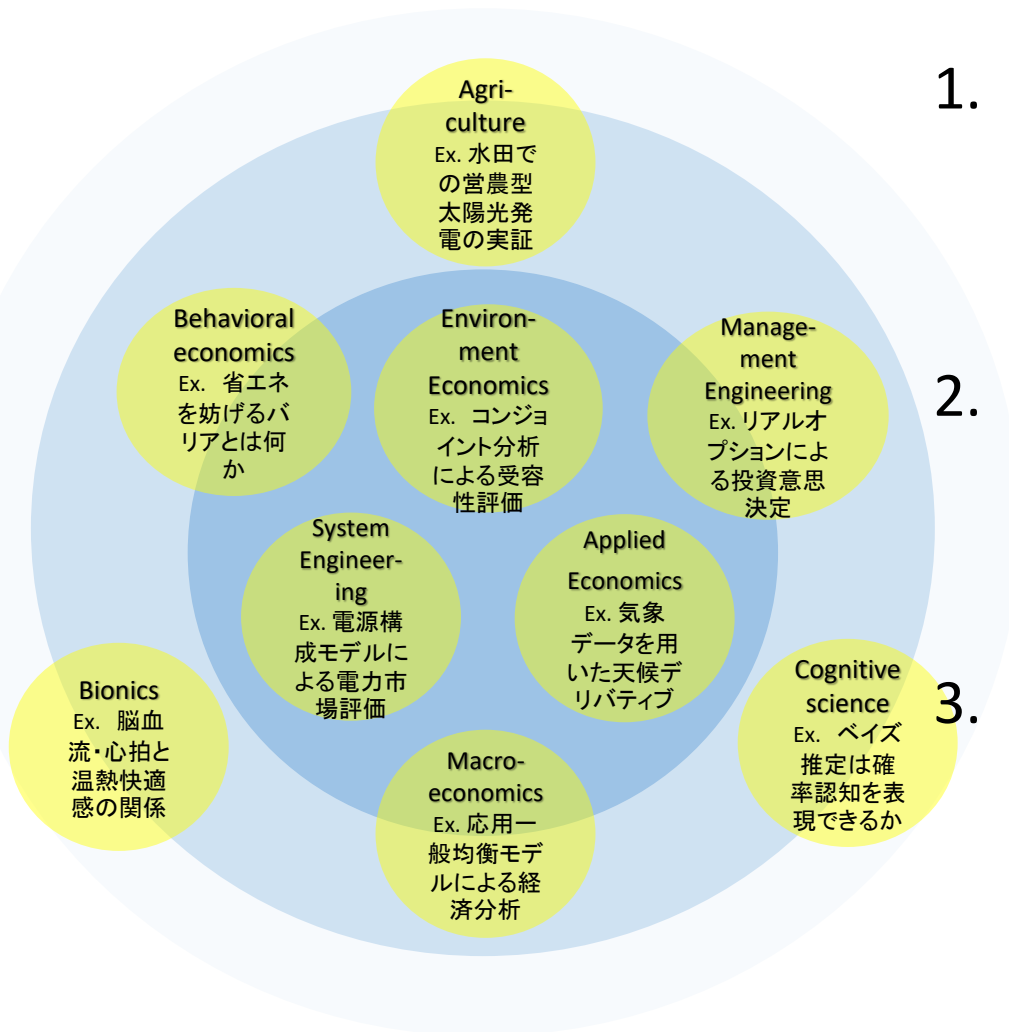 1.
Agri-
culture
Ex. 水田で
の営農型
太陽光発
電の実証
Behavioral
economics
Ex. 省エネ
を妨げるバ
リアとは何
か
Environ-
ment
Economics
Ex. コンジョ
イント分析
による受容
性評価
Manage-
ment
Engineering
Ex. リアルオ
プションによ
る投資意思
決定
2.
System
Engineer-
ing
Ex. 電源構
成モデルに
よる電力市
場評価
Applied
Economics
Ex. 気象
データを用
いた天候デ
リバティブ
Bionics
Ex. 脳血
流・心拍と
温熱快適
感の関係
Macro-
economics
Ex. 応用一
般均衡モデ
ルによる経
済分析
Cognitive
science
Ex. ベイズ
推定は確
率認知を表
現できるか
3.